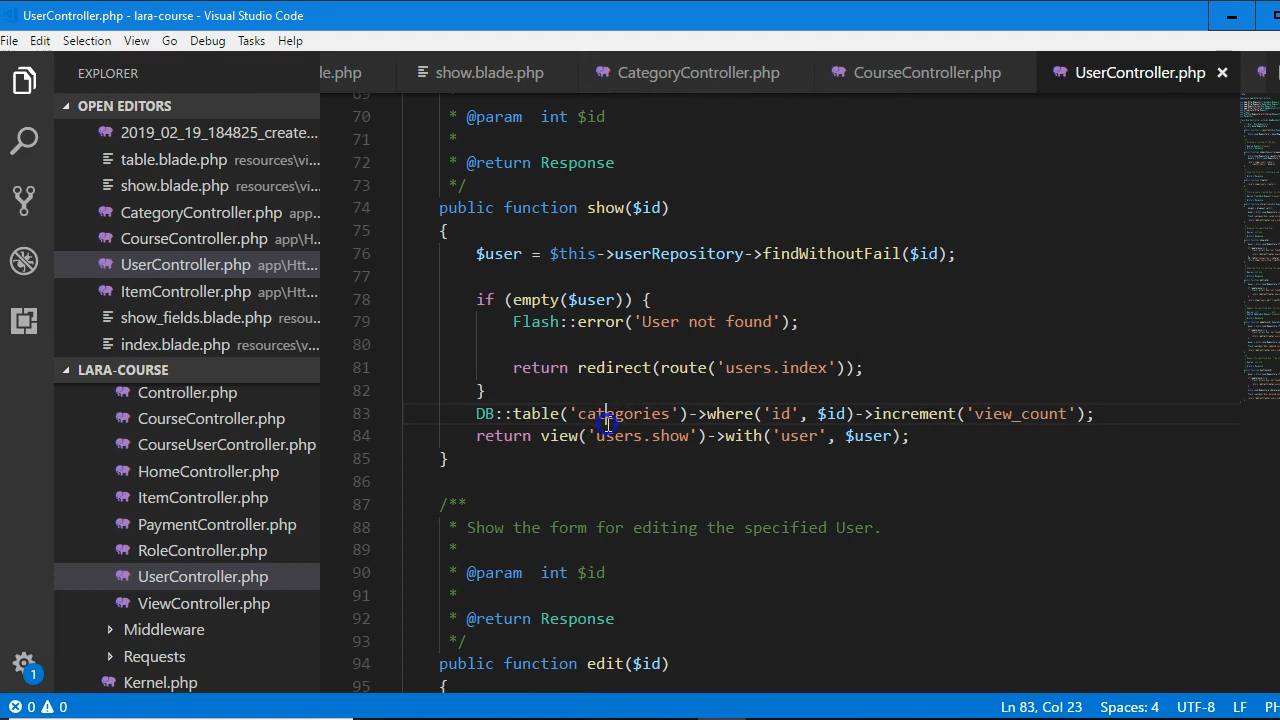 UserController.php - lara-course - Visual Studio Code
File Edit Selection View Go Debug Tasks Help
EXPLORER
OPEN EDITORS
2019_02_19_184825_create...
table.blade.php resources\vi...
show.blade.php resources\vi...
CategoryController.php app...
CourseController.php app\H...
UserController.php app\Htt...
ItemController.php app\Htt...
show_fields.blade.php resou...
index.blade.php resources\v...
LARA-COURSE
Controller.php
CourseController.php
CourseUserController.php
HomeController.php
ItemController.php
PaymentController.php
RoleController.php
UserController.php
ViewController.php
Middleware
Requests
Kernel.php
1
le.php show.blade.php CategoryController.php CourseController.php UserController.php
69
70 * @param int $id
71 *
72 * @return Response
73 */
74 public function show($id)
75 {
76 $user = $this->userRepository->findWithoutFail($id);
77
78 if (empty($user)) {
79 Flash::error('User not found');
80
81 return redirect(route('users.index'));
82 }
83 DB::table('categories')->where('id', $id)->increment('view_count');
84 return view('users.show')->with('user', $user);
85 }
86
87 /**
88 * Show the form for editing the specified User.
89 *
90 * @param int $id
91 *
92 * @return Response
93 */
94 public function edit($id)
95 {
0 0 Ln 83, Col 23 Spaces: 4 UTF-8 LF PH